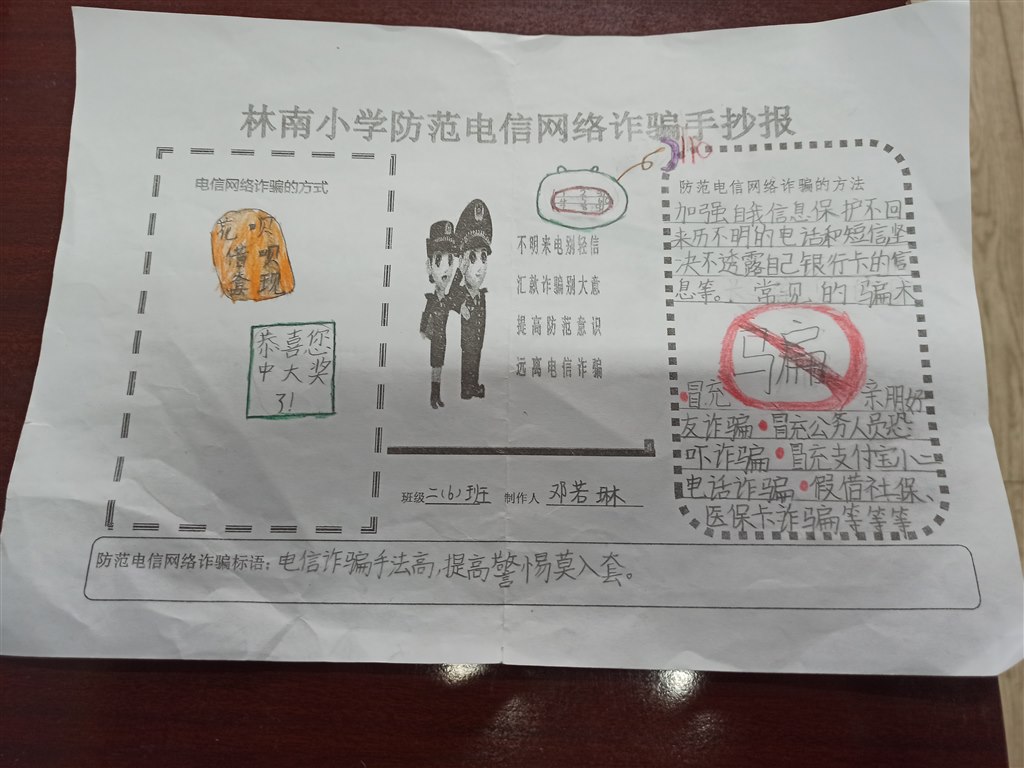 林南小学防范电信网络诈骗手抄报
110
电信网络诈骗的方式
花呗
借呗
套现
恭喜您
中大奖
了!
不明来电别轻信
汇款诈骗别大意
提高防范意识
远离电信诈骗
班级 二(6)班 制作人 邓若琳
防范电信网络诈骗的方法
加强自我信息保护不回
来历不明的电话和短信坚
决不透露自己银行卡的信
息等。常见的骗术
骗
冒充亲朋好
友诈骗•冒充公务人员恐
吓诈骗•冒充支付宝小二
电话诈骗•假借社保、
医保卡诈骗等等等
防范电信网络诈骗标语:电信诈骗手法高,提高警惕莫入套。